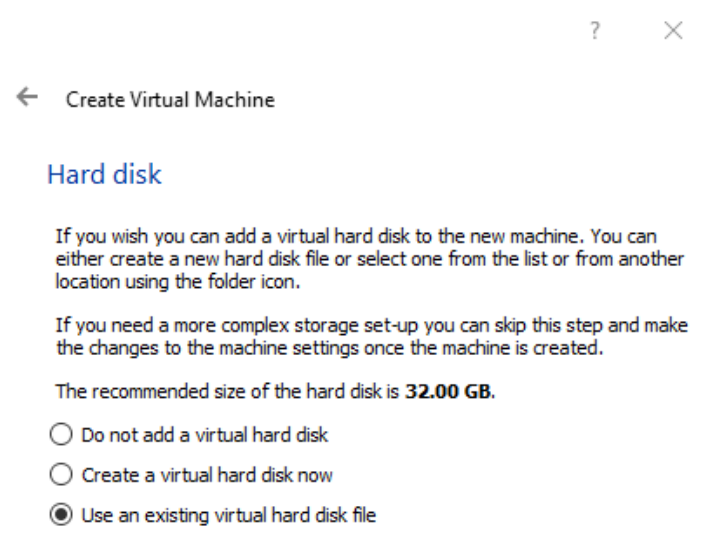 ?
Create Virtual Machine
Hard disk
If you wish you can add a virtual hard disk to the new machine. You can
either create a new hard disk file or select one from the list or from another
location using the folder icon.
If you need a more complex storage set-up you can skip this step and make
the changes to the machine settings once the machine is created.
The recommended size of the hard disk is 32.00 GB.
Do not add a virtual hard disk
Create a virtual hard disk now
Use an existing virtual hard disk file